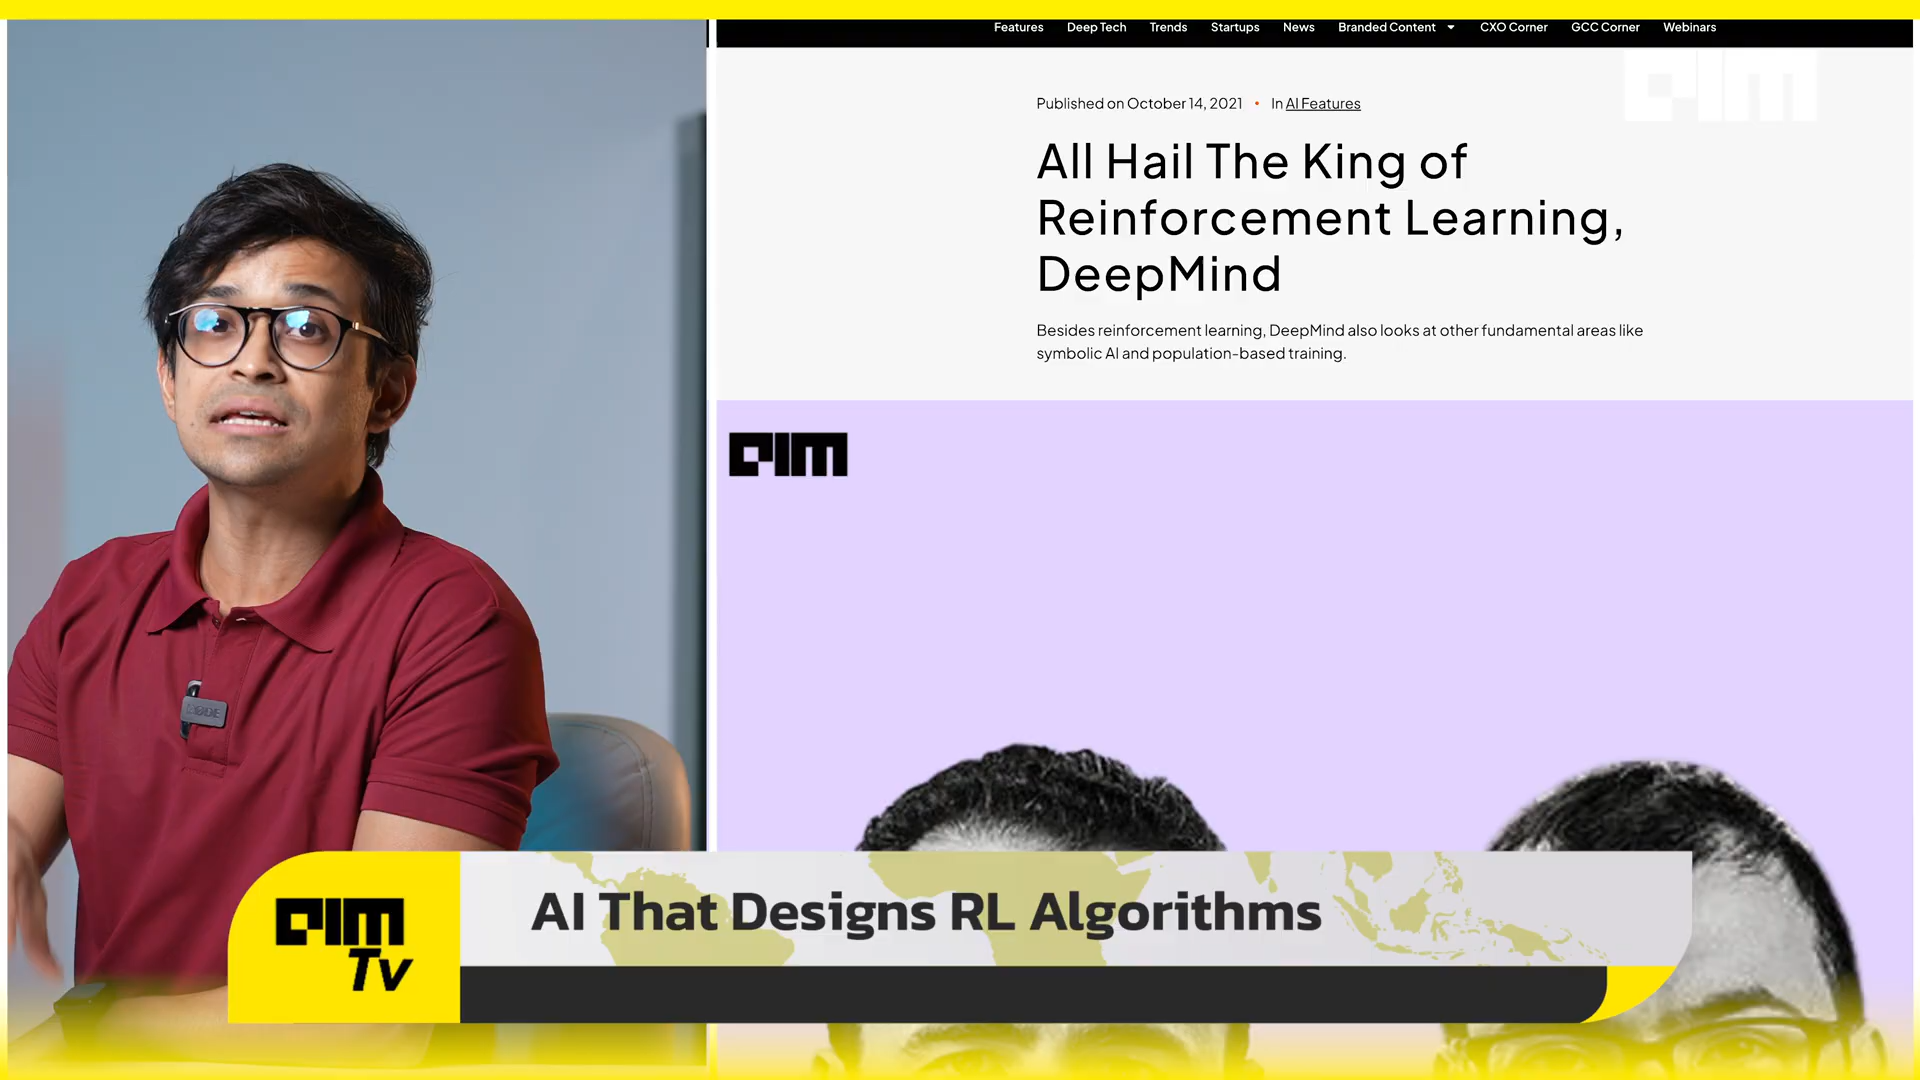 Features Deep Tech Trends Startups News Branded Content CXO Corner GCC Corner Webinars
AIM
Published on October 14, 2021 • In AI Features
All Hail The King of
Reinforcement Learning,
DeepMind
Besides reinforcement learning, DeepMind also looks at other fundamental areas like
symbolic AI and population-based training.
AIM
RODE
AI That Designs RL Algorithms
AIM
TV